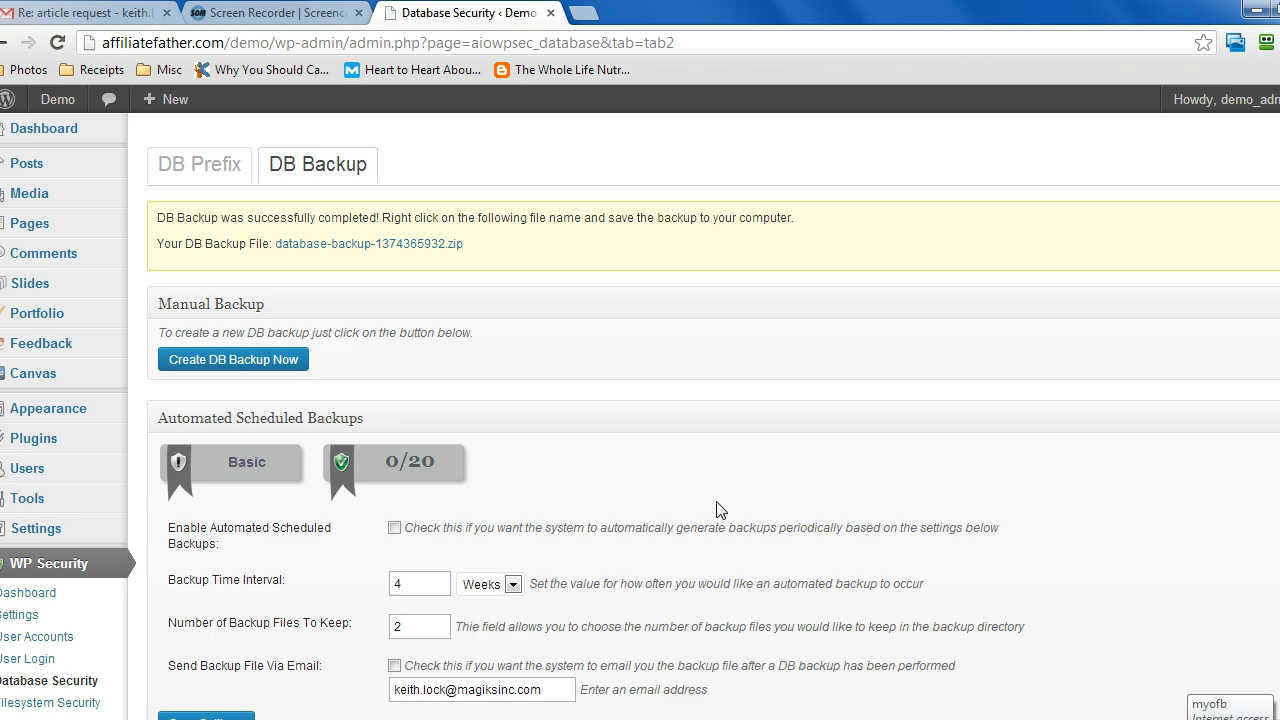 Re: article request - keith.l
Screen Recorder | Screenc
Database Security ‹ Demo
affiliatefather.com/demo/wp-admin/admin.php?page=aiowpsec_database&tab=tab2
Photos Receipts Misc Why You Should Ca... Heart to Heart Abou... The Whole Life Nutr...
Demo New Howdy, demo_adm
Dashboard
Posts
Media
Pages
Comments
Slides
Portfolio
Feedback
Canvas
Appearance
Plugins
Users
Tools
Settings
WP Security
Dashboard
Settings
User Accounts
User Login
Database Security
Filesystem Security
DB Prefix DB Backup
DB Backup was successfully completed! Right click on the following file name and save the backup to your computer.
Your DB Backup File: database-backup-1374365932.zip
Manual Backup
To create a new DB backup just click on the button below.
Create DB Backup Now
Automated Scheduled Backups
Basic 0/20
Enable Automated Scheduled
Backups:
Check this if you want the system to automatically generate backups periodically based on the settings below
Backup Time Interval: 4 Weeks Set the value for how often you would like an automated backup to occur
Number of Backup Files To Keep: 2 Thie field allows you to choose the number of backup files you would like to keep in the backup directory
Send Backup File Via Email: Check this if you want the system to email you the backup file after a DB backup has been performed
keith.lock@magiksinc.com Enter an email address
myofb
Internet access